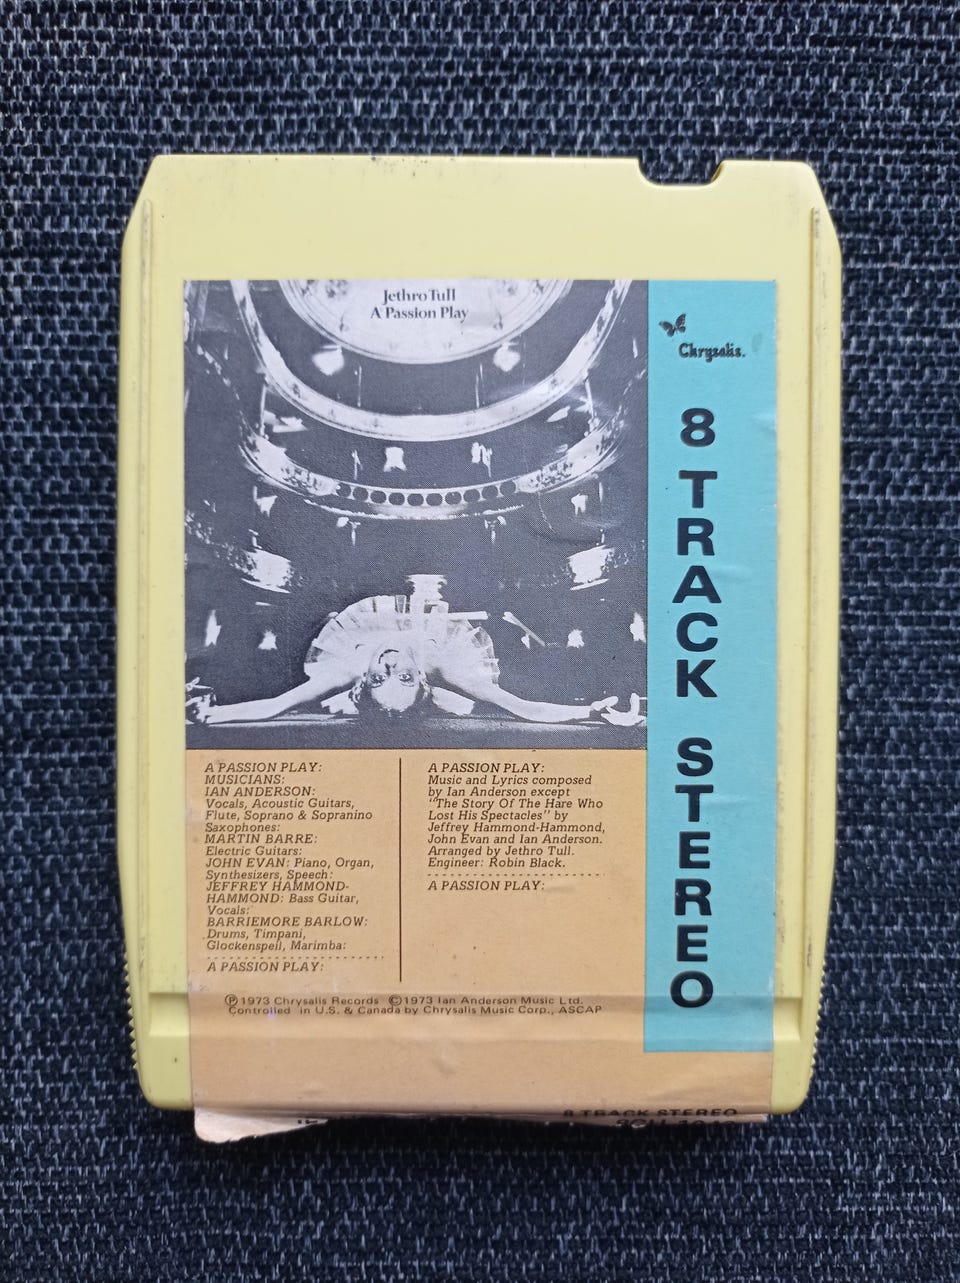 Jethro Tull
A Passion Play
Chrysalis.
8 TRACK STEREO
A PASSION PLAY:
MUSICIANS:
IAN ANDERSON:
Vocals, Acoustic Guitars,
Flute, Soprano & Sopranino
Saxophones:
MARTIN BARRE:
Electric Guitars:
JOHN EVAN: Piano, Organ,
Synthesizers, Speech:
JEFFREY HAMMOND-
HAMMOND: Bass Guitar,
Vocals:
BARRIEMORE BARLOW:
Drums, Timpani,
Glockenspeil, Marimba:
A PASSION PLAY:
A PASSION PLAY:
Music and Lyrics composed
by Ian Anderson except
"The Story Of The Hare Who
Lost His Spectacles" by
Jeffrey Hammond-Hammond,
John Evan and Ian Anderson.
Arranged by Jethro Tull.
Engineer: Robin Black.
A PASSION PLAY:
Ⓟ1973 Chrysalis Records ©1973 Ian Anderson Music Ltd.
Controlled in U.S. & Canada by Chrysalis Music Corp., ASCAP
8 TRACK STEREO